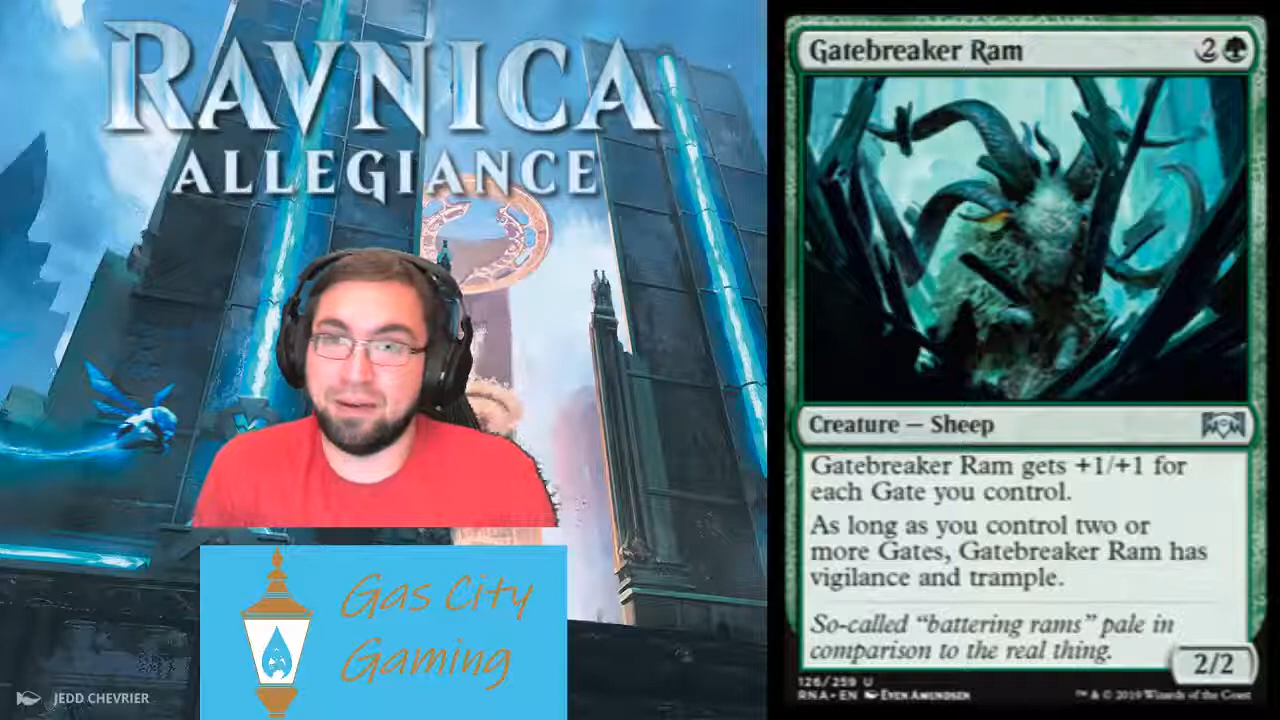 RAVNICA
ALLEGIANCE
Gas City
Gaming
JEDD CHEVRIER
Gatebreaker Ram 2
Creature — Sheep
Gatebreaker Ram gets +1/+1 for
each Gate you control.
As long as you control two or
more Gates, Gatebreaker Ram has
vigilance and trample.
So-called “battering rams” pale in
comparison to the real thing.
2/2
126/259 U
RNA • EN EVEN AMUNDSEN
™ & © 2019 Wizards of the Coast